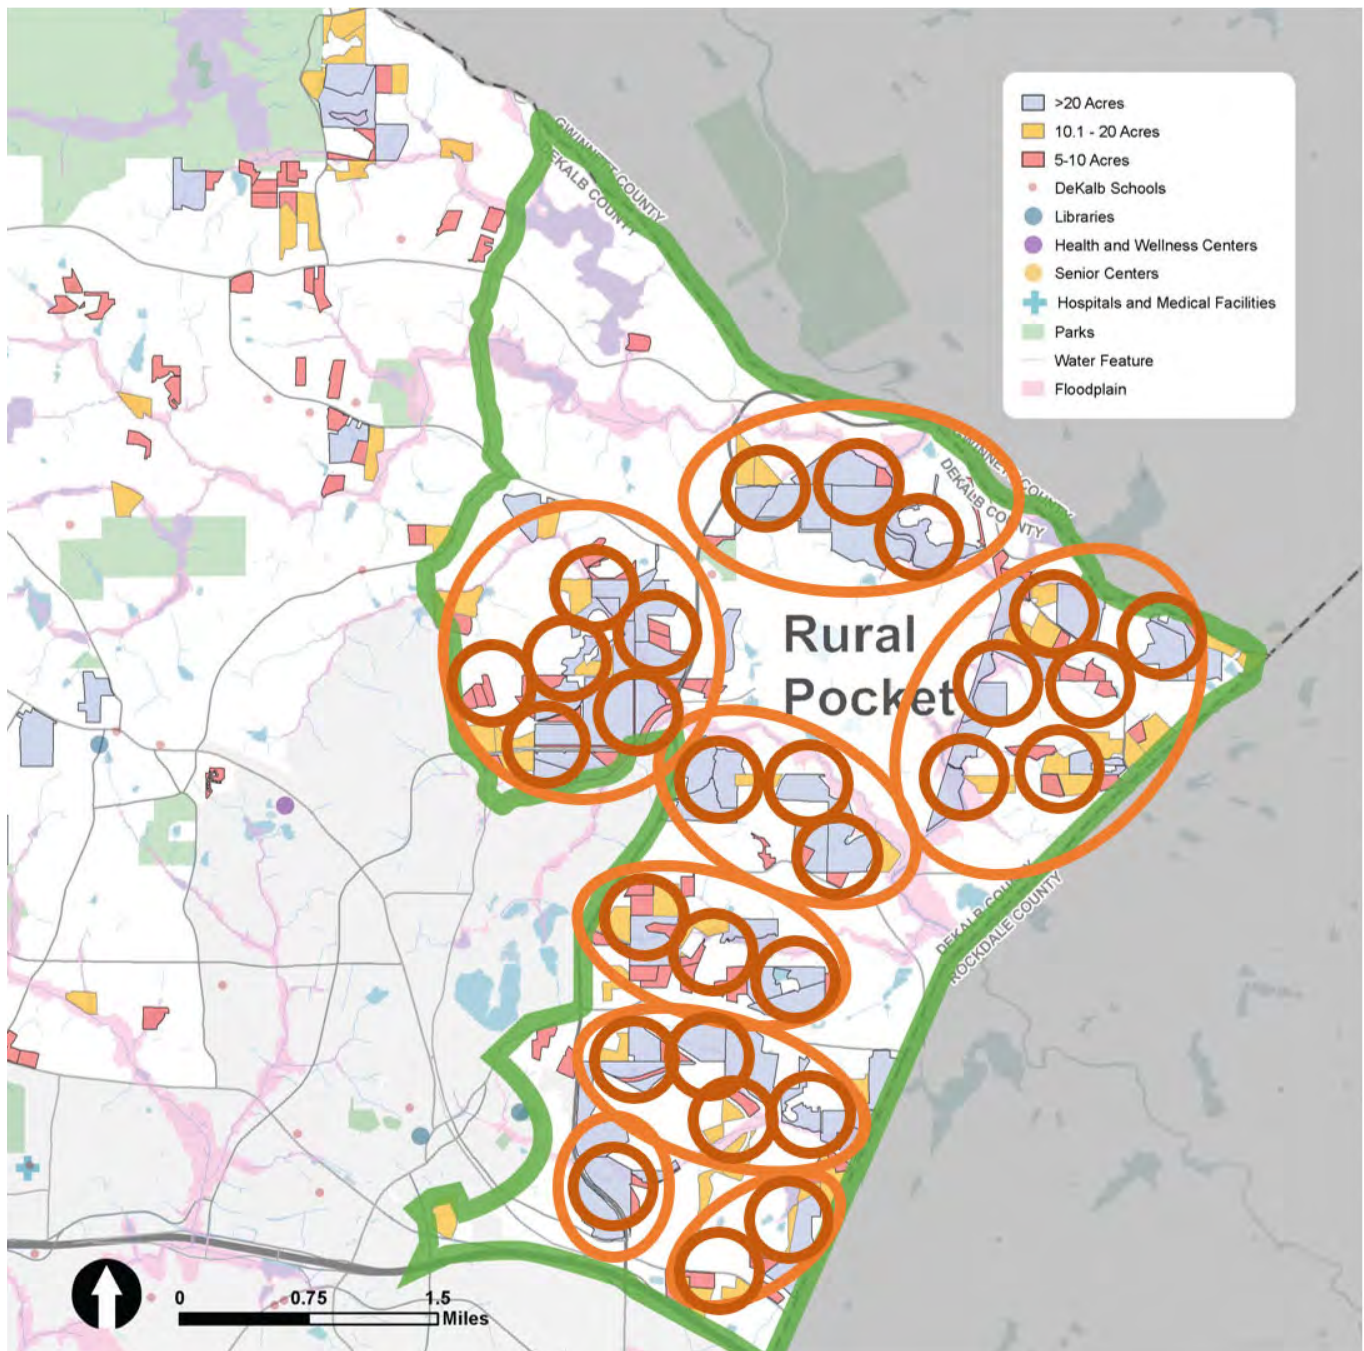 >20 Acres
10.1 - 20 Acres
5-10 Acres
DeKalb Schools
Libraries
Health and Wellness Centers
Senior Centers
Hospitals and Medical Facilities
Parks
Water Feature
Floodplain
GWINNETT COUNTY
DEKALB COUNTY
DEKALB COUNTY
Rural
Pocket
ROCKDALE COUNTY
0 0.75 1.5
Miles